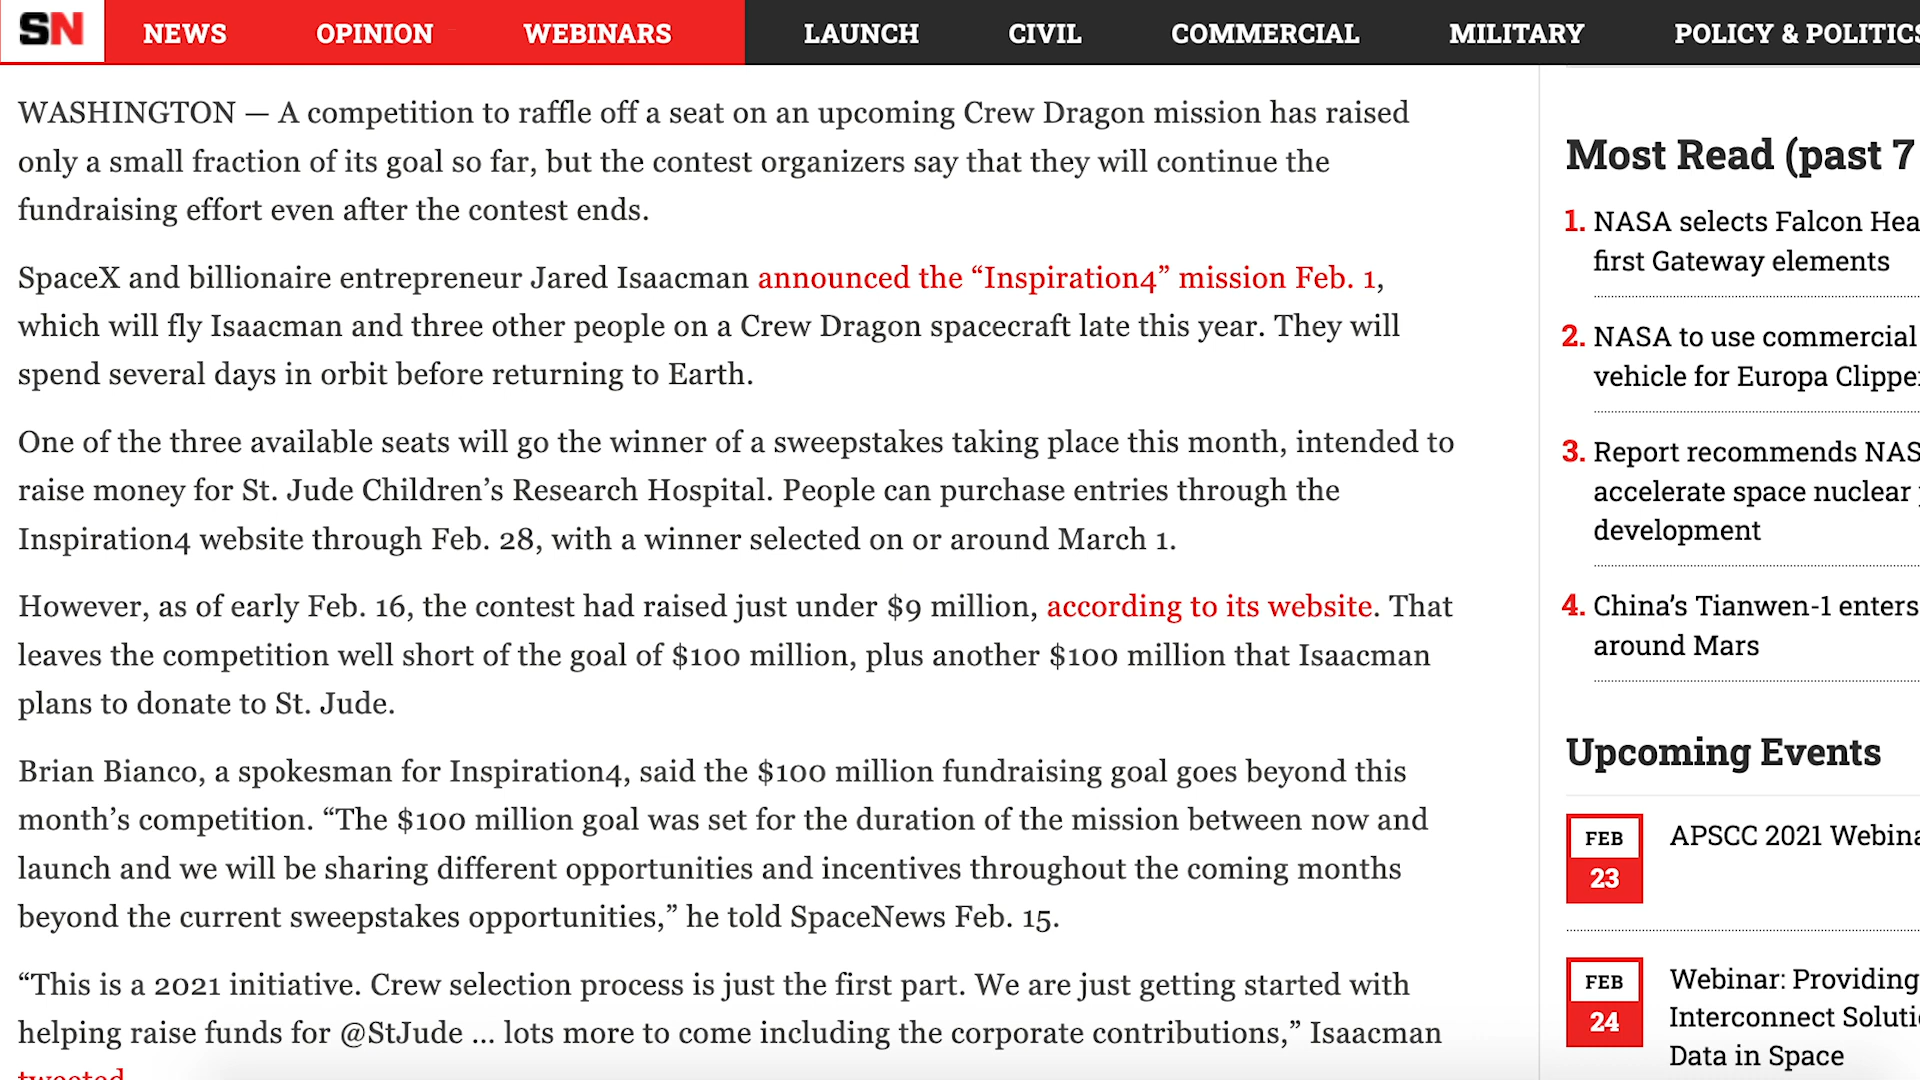 SN NEWS OPINION WEBINARS LAUNCH CIVIL COMMERCIAL MILITARY POLICY & POLITICS
WASHINGTON — A competition to raffle off a seat on an upcoming Crew Dragon mission has raised
only a small fraction of its goal so far, but the contest organizers say that they will continue the
fundraising effort even after the contest ends.
SpaceX and billionaire entrepreneur Jared Isaacman announced the “Inspiration4” mission Feb. 1,
which will fly Isaacman and three other people on a Crew Dragon spacecraft late this year. They will
spend several days in orbit before returning to Earth.
One of the three available seats will go the winner of a sweepstakes taking place this month, intended to
raise money for St. Jude Children’s Research Hospital. People can purchase entries through the
Inspiration4 website through Feb. 28, with a winner selected on or around March 1.
However, as of early Feb. 16, the contest had raised just under $9 million, according to its website. That
leaves the competition well short of the goal of $100 million, plus another $100 million that Isaacman
plans to donate to St. Jude.
Brian Bianco, a spokesman for Inspiration4, said the $100 million fundraising goal goes beyond this
month’s competition. “The $100 million goal was set for the duration of the mission between now and
launch and we will be sharing different opportunities and incentives throughout the coming months
beyond the current sweepstakes opportunities,” he told SpaceNews Feb. 15.
“This is a 2021 initiative. Crew selection process is just the first part. We are just getting started with
helping raise funds for @StJude ... lots more to come including the corporate contributions,” Isaacman
tweeted.
Most Read (past 7
1. NASA selects Falcon Hea
first Gateway elements
2. NASA to use commercial
vehicle for Europa Clippe
3. Report recommends NAS
accelerate space nuclear
development
4. China’s Tianwen-1 enters
around Mars
Upcoming Events
FEB
23
APSCC 2021 Webina
FEB
24
Webinar: Providing
Interconnect Soluti
Data in Space